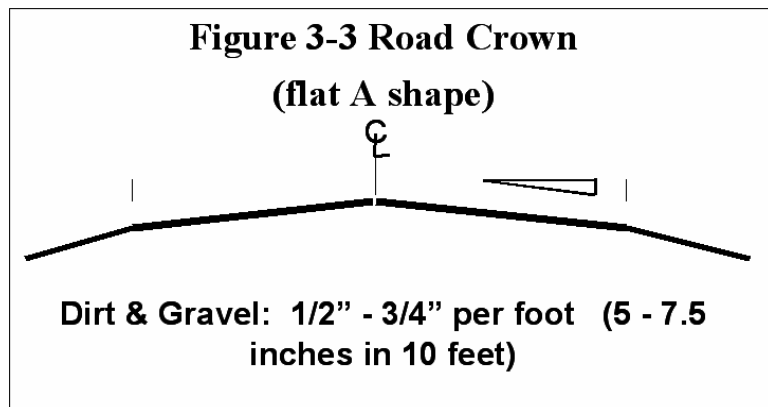 Figure 3-3 Road Crown
(flat A shape)
℄
Dirt & Gravel: 1/2” - 3/4” per foot (5 - 7.5
inches in 10 feet)